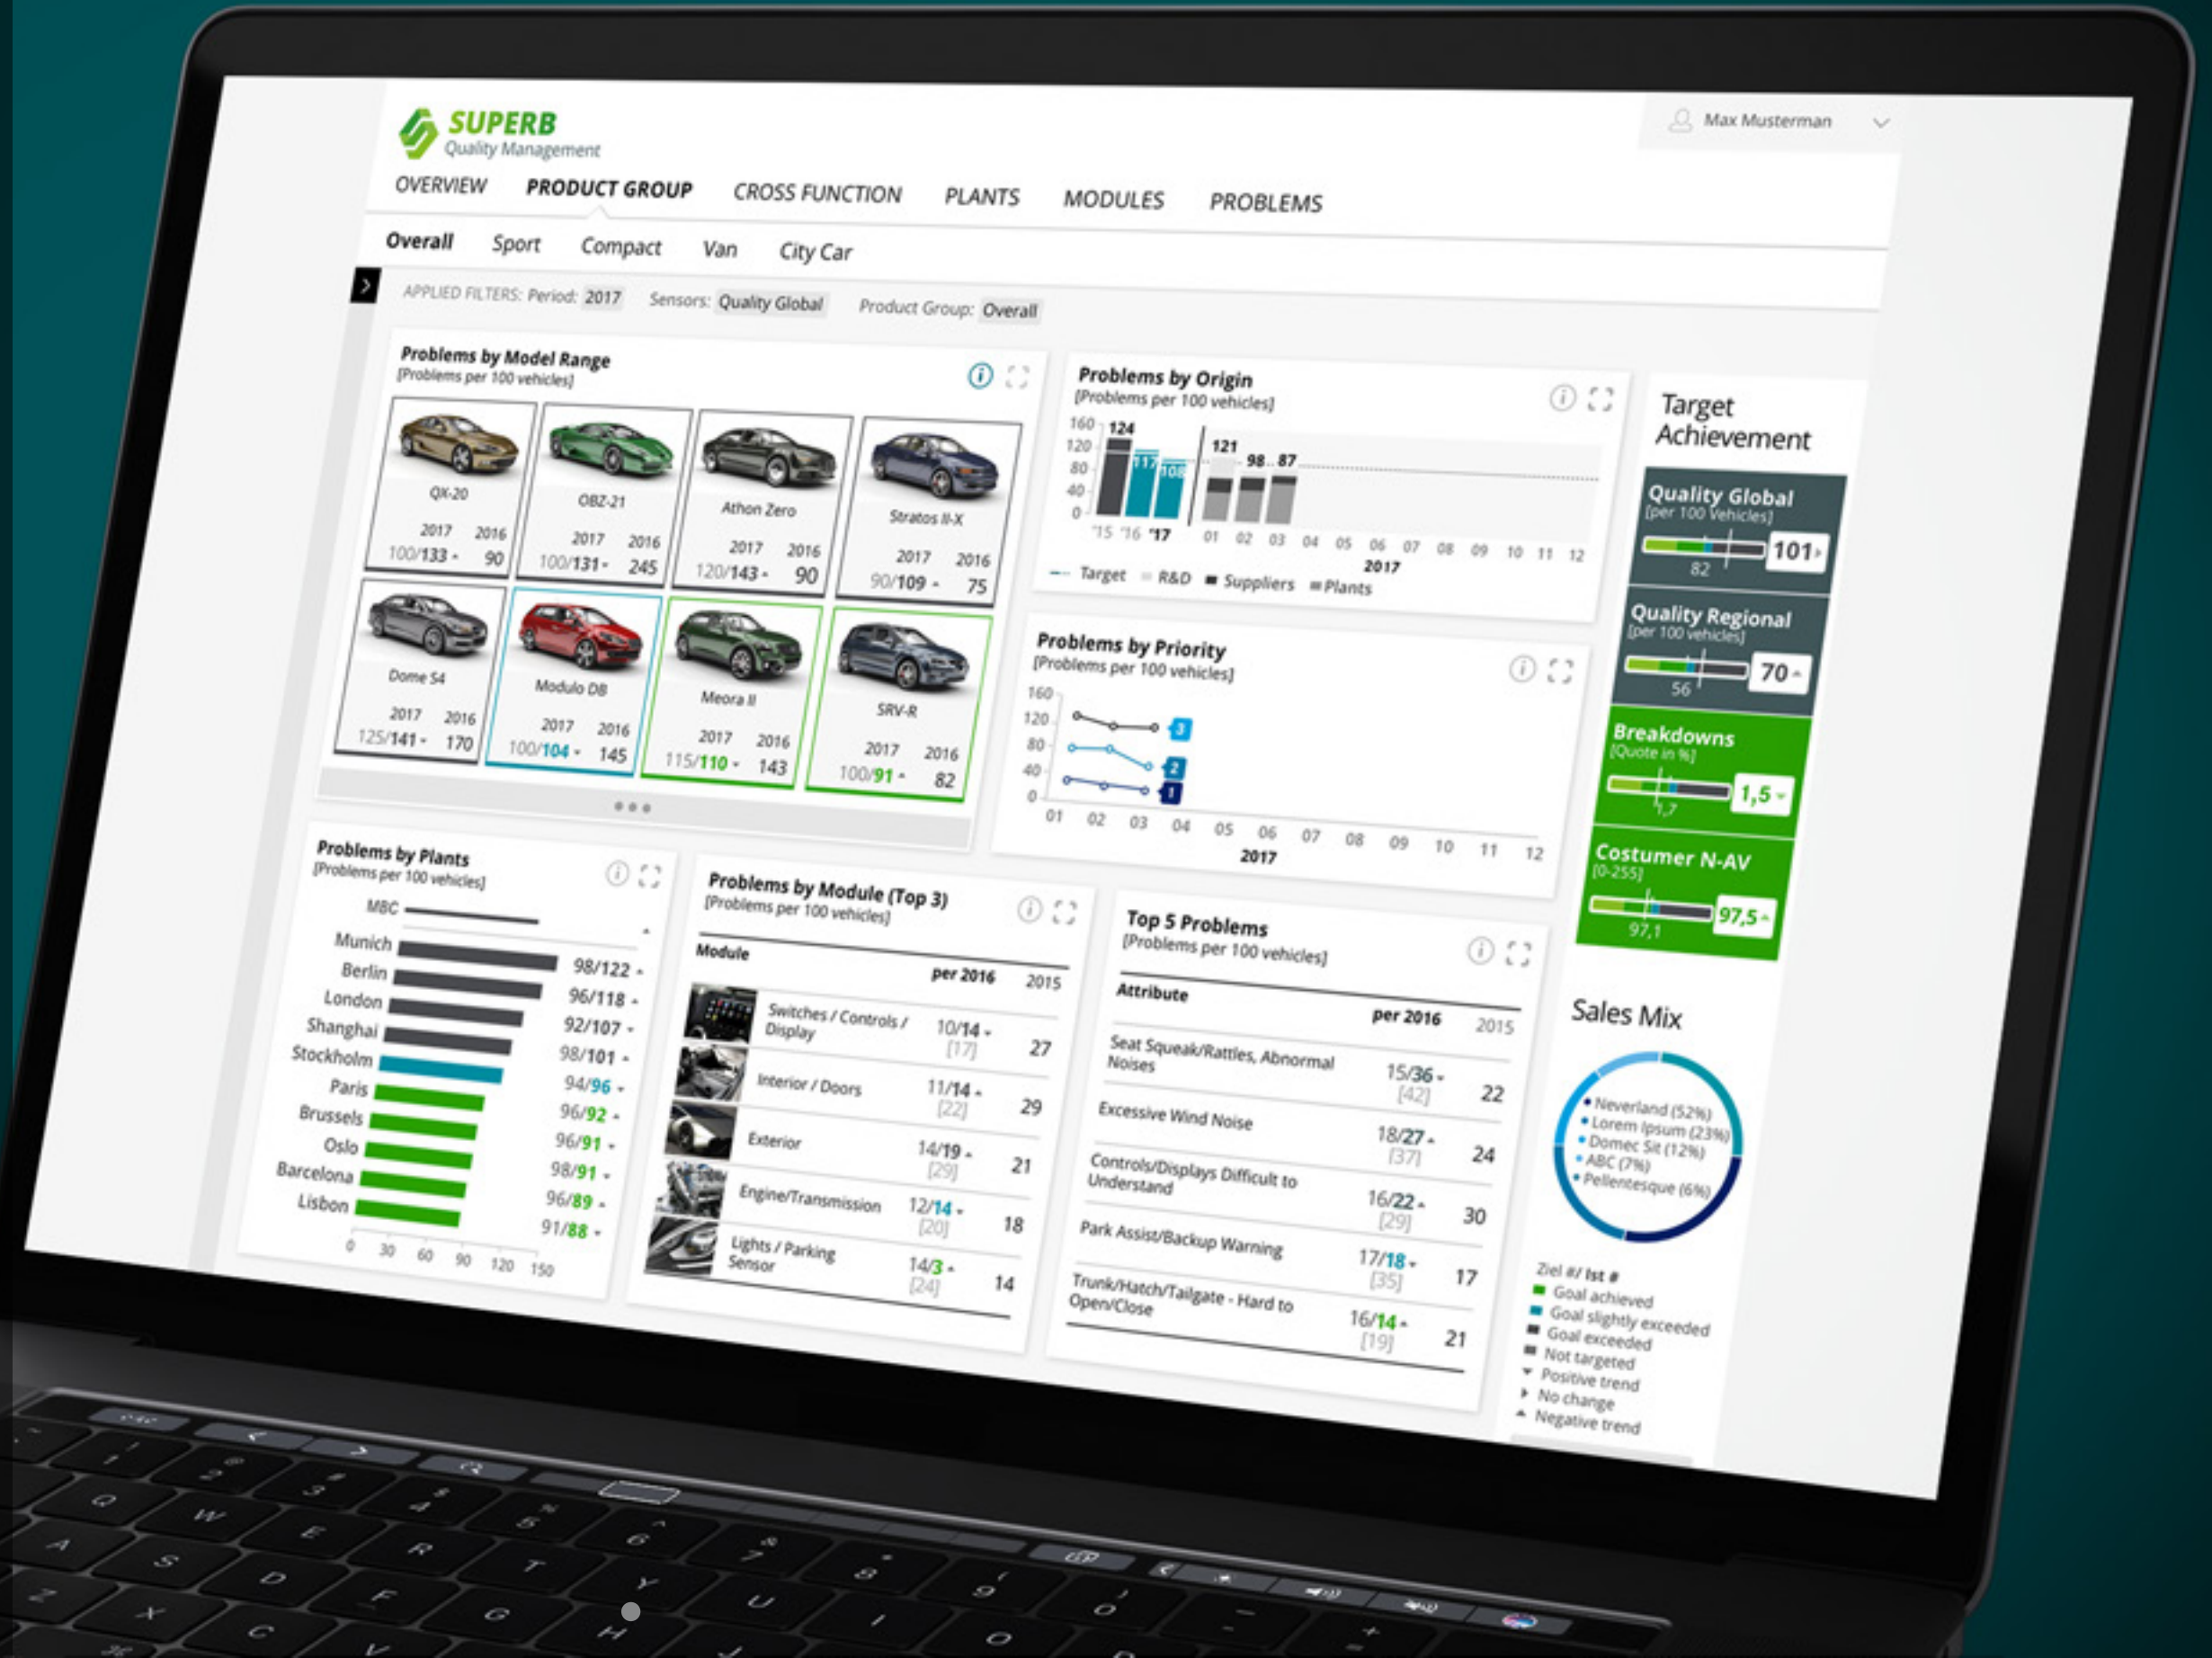 SUPERB
Quality Management
Max Musterman
OVERVIEW PRODUCT GROUP CROSS FUNCTION PLANTS MODULES PROBLEMS
Overall Sport Compact Van City Car
APPLIED FILTERS: Period: 2017 Sensors: Quality Global Product Group: Overall
Problems by Model Range
[Problems per 100 vehicles]
QX-20
2017 2016
100/133 90
OBZ-21
2017 2016
100/131 245
Athon Zero
2017 2016
120/143 90
Stratos II-X
2017 2016
90/109 75
Dome S4
2017 2016
125/141 170
Modulo DB
2017 2016
100/104 145
Meora II
2017 2016
115/110 143
SRV-R
2017 2016
100/91 82
Problems by Origin
[Problems per 100 vehicles]
160
120
80
40
0
124
117
108
121
98
87
'15 '16 '17 01 02 03 04 05 06 07 08 09 10 11 12
2017
Target R&D Suppliers Plants
Problems by Priority
[Problems per 100 vehicles]
160
120
80
40
0
3
2
1
01 02 03 04 05 06 07 08 09 10 11 12
2017
Target
Achievement
Quality Global
[per 100 Vehicles]
101
82
Quality Regional
[per 100 vehicles]
70
56
Breakdowns
[Quote in %]
1,5
1,7
Costumer N-AV
[0-255]
97,5
97,1
Problems by Plants
[Problems per 100 vehicles]
MBC
Munich 98/122
Berlin 96/118
London 92/107
Shanghai 98/101
Stockholm 94/96
Paris 96/92
Brussels 96/91
Oslo 98/91
Barcelona 96/89
Lisbon 91/88
0 30 60 90 120 150
Problems by Module (Top 3)
[Problems per 100 vehicles]
Module per 2016 2015
Switches / Controls /
Display
10/14
[17]
27
Interior / Doors
11/14
[22]
29
Exterior
14/19
[29]
21
Engine/Transmission
12/14
[20]
18
Lights / Parking
Sensor
14/3
[24]
14
Top 5 Problems
[Problems per 100 vehicles]
Attribute per 2016 2015
Seat Squeak/Rattles, Abnormal
Noises
15/36
[42]
22
Excessive Wind Noise
18/27
[37]
24
Controls/Displays Difficult to
Understand
16/22
[29]
30
Park Assist/Backup Warning
17/18
[35]
17
Trunk/Hatch/Tailgate - Hard to
Open/Close
16/14
[19]
21
Sales Mix
Neverland (52%)
Lorem Ipsum (23%)
Domec Sit (12%)
ABC (7%)
Pellentesque (6%)
Ziel #/ Ist #
Goal achieved
Goal slightly exceeded
Goal exceeded
Not targeted
Positive trend
No change
Negative trend
1 2 3 4 5 6 7 8 9
Q W E R T Y U I O
A S D F G H J
Z X C V